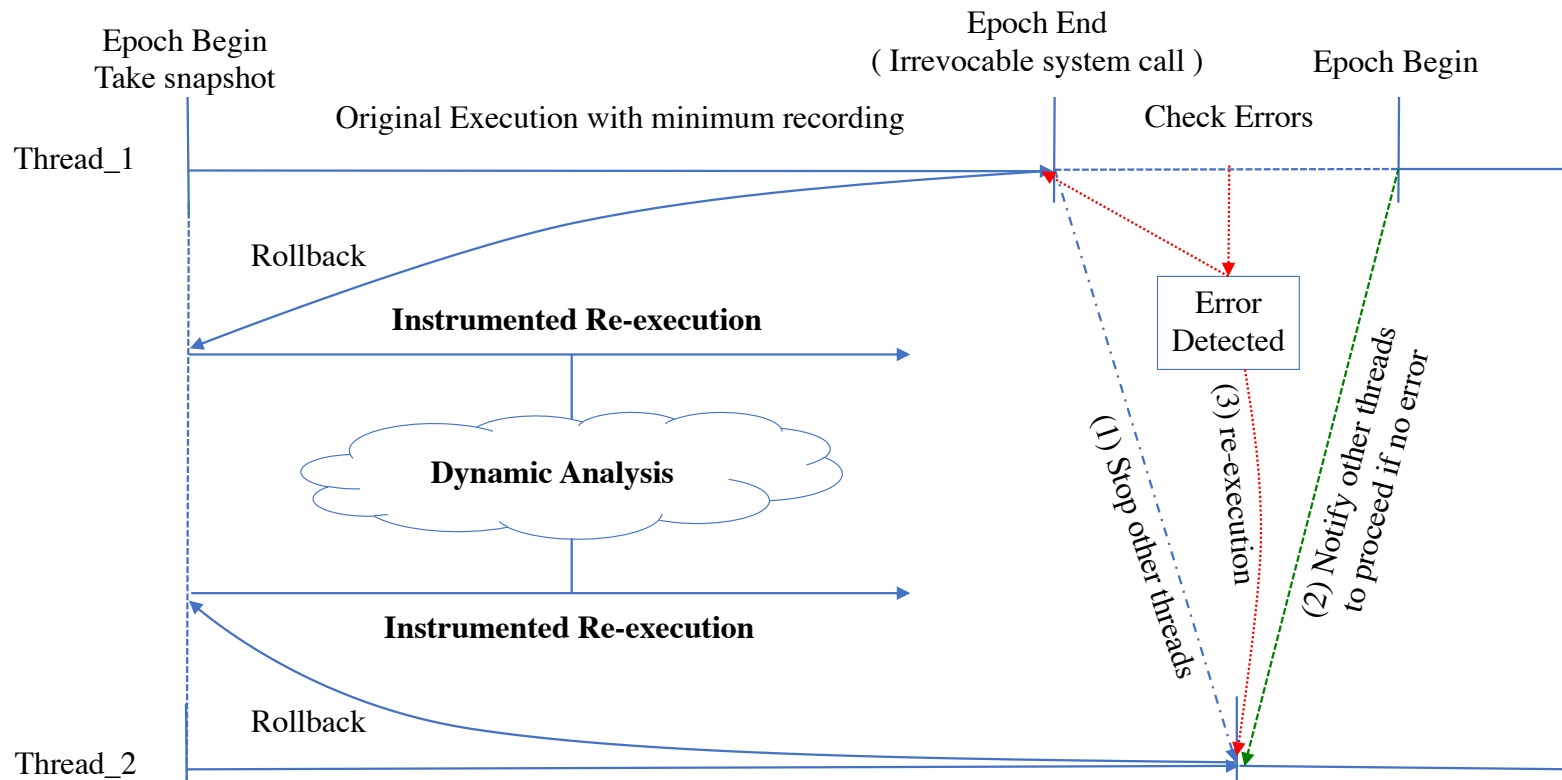 Epoch Begin
Take snapshot
Epoch End
( Irrevocable system call )
Epoch Begin
Original Execution with minimum recording
Check Errors
Thread_1
Rollback
Instrumented Re-execution
Error
Detected
Dynamic Analysis
(1) Stop other threads
(3) re-execution
(2) Notify other threads
to proceed if no error
Instrumented Re-execution
Rollback
Thread_2